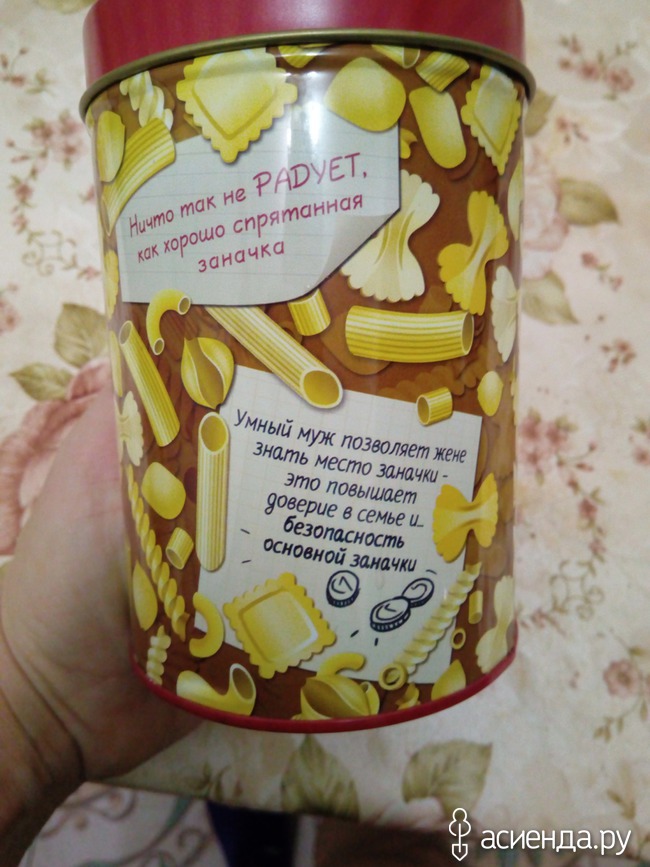 Ничто так не РАДУЕТ,
как хорошо спрятанная
заначка
Умный муж позволяет жене
знать место заначки -
это повышает
доверие в семье и...
безопасность
основной заначки
асиенда.ру